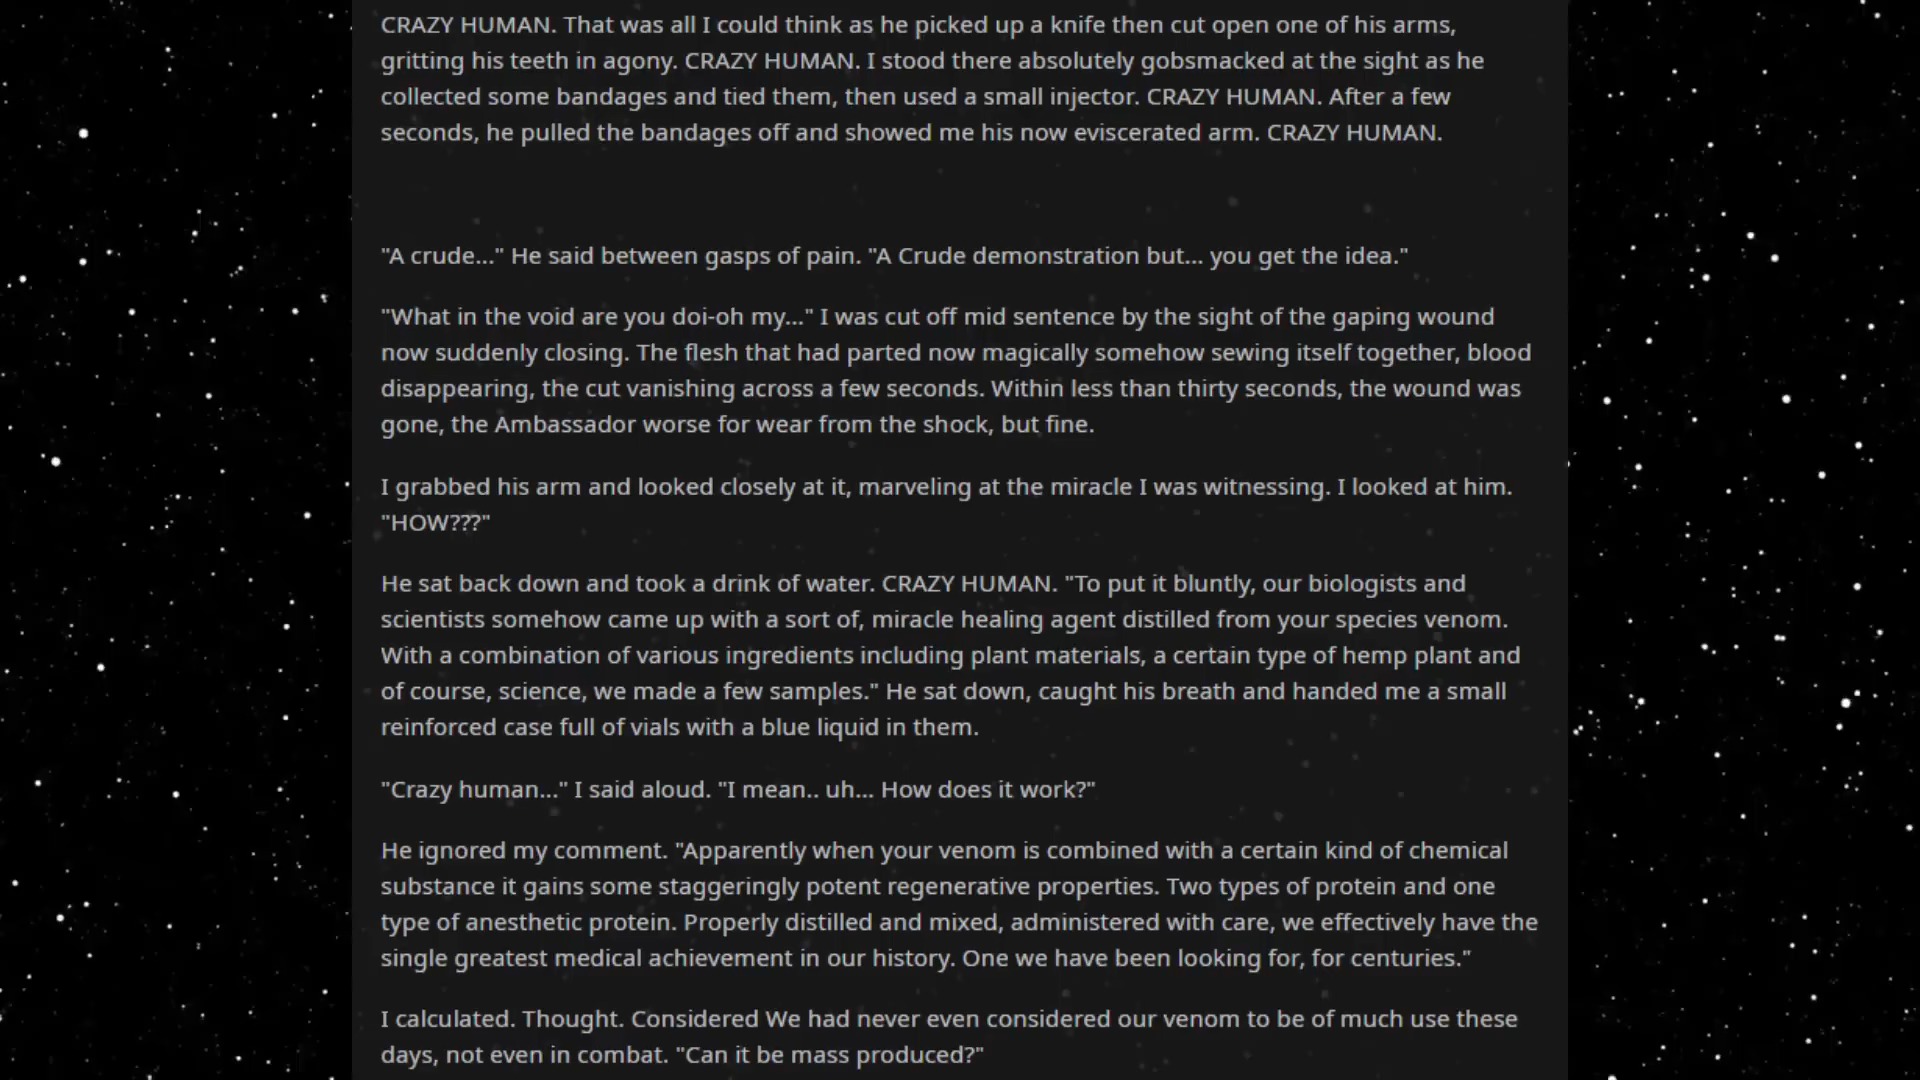 CRAZY HUMAN. That was all I could think as he picked up a knife then cut open one of his arms,
gritting his teeth in agony. CRAZY HUMAN. I stood there absolutely gobsmacked at the sight as he
collected some bandages and tied them, then used a small injector. CRAZY HUMAN. After a few
seconds, he pulled the bandages off and showed me his now eviscerated arm. CRAZY HUMAN.
"A crude..." He said between gasps of pain. "A Crude demonstration but... you get the idea."
"What in the void are you doi-oh my..." I was cut off mid sentence by the sight of the gaping wound
now suddenly closing. The flesh that had parted now magically somehow sewing itself together, blood
disappearing, the cut vanishing across a few seconds. Within less than thirty seconds, the wound was
gone, the Ambassador worse for wear from the shock, but fine.
I grabbed his arm and looked closely at it, marveling at the miracle I was witnessing. I looked at him.
"HOW???"
He sat back down and took a drink of water. CRAZY HUMAN. "To put it bluntly, our biologists and
scientists somehow came up with a sort of, miracle healing agent distilled from your species venom.
With a combination of various ingredients including plant materials, a certain type of hemp plant and
of course, science, we made a few samples." He sat down, caught his breath and handed me a small
reinforced case full of vials with a blue liquid in them.
"Crazy human..." I said aloud. "I mean.. uh... How does it work?"
He ignored my comment. "Apparently when your venom is combined with a certain kind of chemical
substance it gains some staggeringly potent regenerative properties. Two types of protein and one
type of anesthetic protein. Properly distilled and mixed, administered with care, we effectively have the
single greatest medical achievement in our history. One we have been looking for, for centuries."
I calculated. Thought. Considered We had never even considered our venom to be of much use these
days, not even in combat. "Can it be mass produced?"